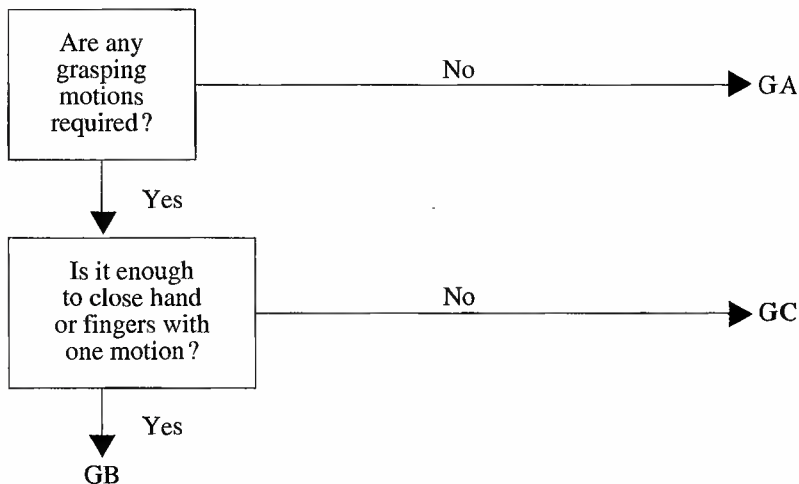 Are any
grasping
motions
required?
No
GA
Yes
Is it enough
to close hand
or fingers with
one motion?
No
GC
Yes
GB